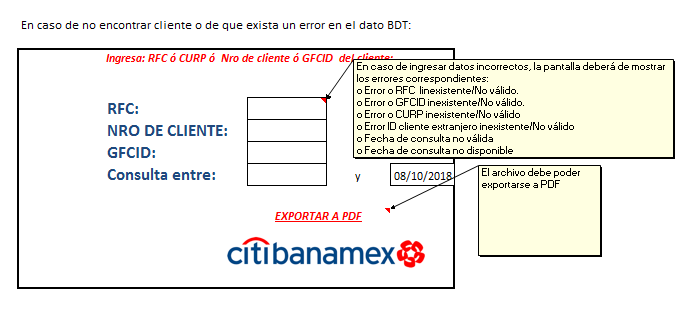 En caso de no encontrar cliente o de que exista un error en el dato BDT:
Ingresa: RFC ó CURP ó Nro de cliente ó GFCID del cliente:
En caso de ingresar datos incorrectos, la pantalla deberá de mostrar
los errores correspondientes:
o Error o RFC Iinexistente/No válido.
o Error o GFCID inexistente/No válido.
o Error o CURP inexistente/No válido
o Error ID cliente extranjero inexistente/No válido
o Fecha de consulta no válida
o Fecha de consulta no disponible
RFC:
NRO DE CLIENTE:
GFCID:
Consulta entre:
y
08/10/2018
El archivo debe poder
exportarse a PDF
EXPORTAR A PDF
citibanamex